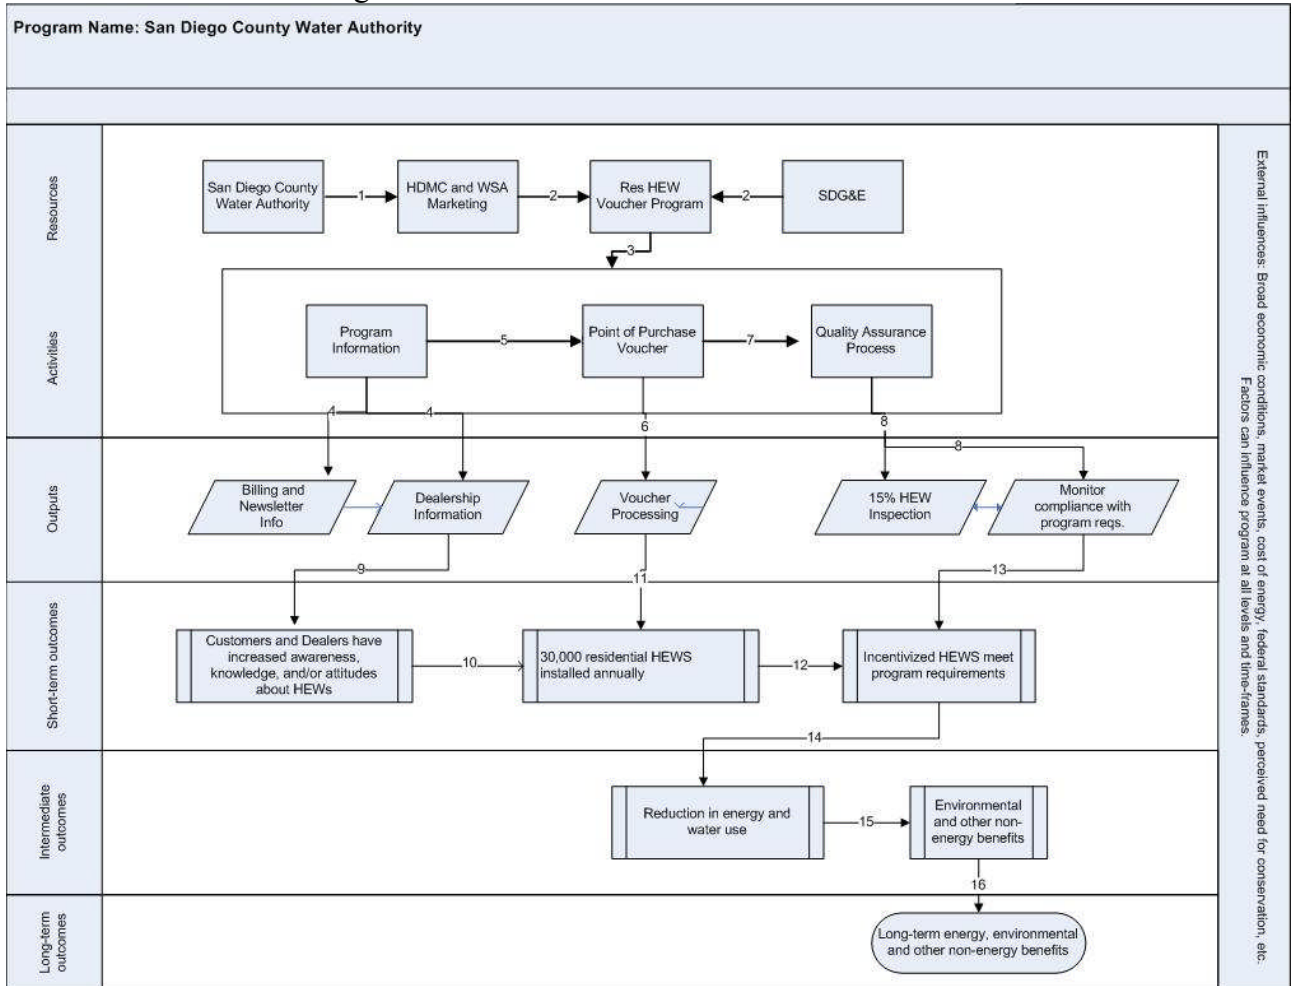 Program Name: San Diego County Water Authority
Resources
San Diego County
Water Authority
1
HDMC and WSA
Marketing
2
Res HEW
Voucher Program
2
SDG&E
3
Activities
Program
Information
5
Point of Purchase
Voucher
7
Quality Assurance
Process
4
4
6
8
8
Outputs
Billing and
Newsletter
Info
Dealership
Information
Voucher
Processing
15% HEW
Inspection
Monitor
compliance with
program reqs.
9
11
13
Short-term outcomes
Customers and Dealers have
increased awareness,
knowledge, and/or attitudes
about HEWs
10
30,000 residential HEWS
installed annually
12
Incentivized HEWS meet
program requirements
14
Intermediate
outcomes
Reduction in energy and
water use
15
Environmental
and other non-
energy benefits
16
Long-term
outcomes
Long-term energy, environmental
and other non-energy benefits
External influences: Broad economic conditions, market events, cost of energy, federal standards, perceived need for conservation, etc.
Factors can influence program at all levels and time-frames.